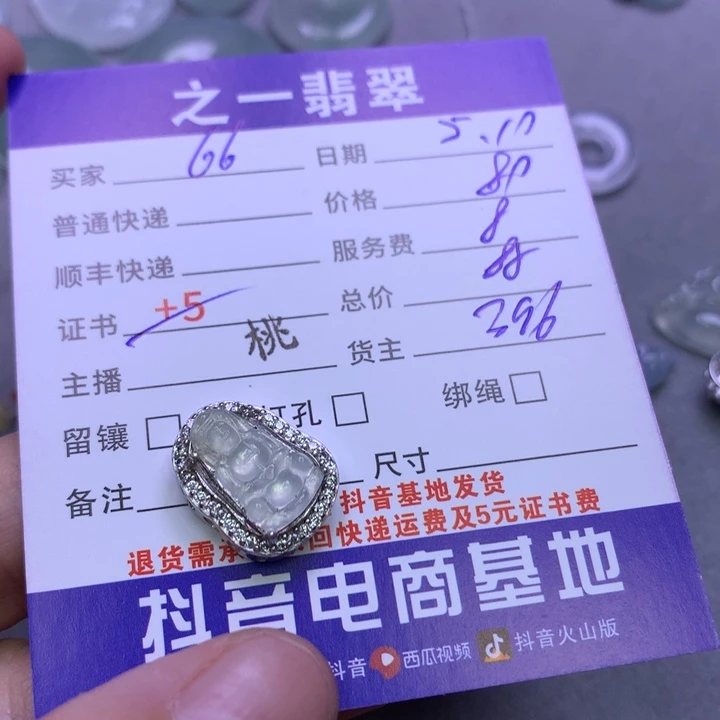 之一翡翠
买家 66 日期 5.17
普通快递 价格 80
顺丰快递 服务费 8
证书 +5 总价
主播 桃 货主 296
留镶 打孔 绑绳
备注 尺寸
抖音基地发货
退货需承 回快递运费及5元证书费
抖音电商基地
抖音 西瓜视频 抖音火山版